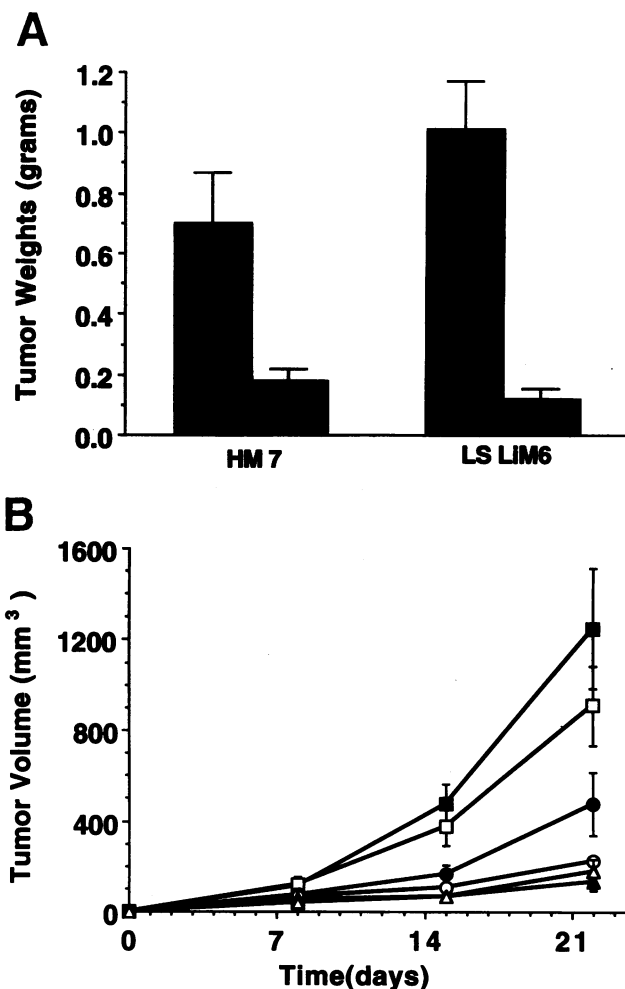 A
Tumor Weights (grams)
1.2
1.0
0.8
0.6
0.4
0.2
0.0
HM 7
LS LiM6
B
Tumor Volume (mm³)
1600
1200
800
400
0
0
7
14
21
Time(days)